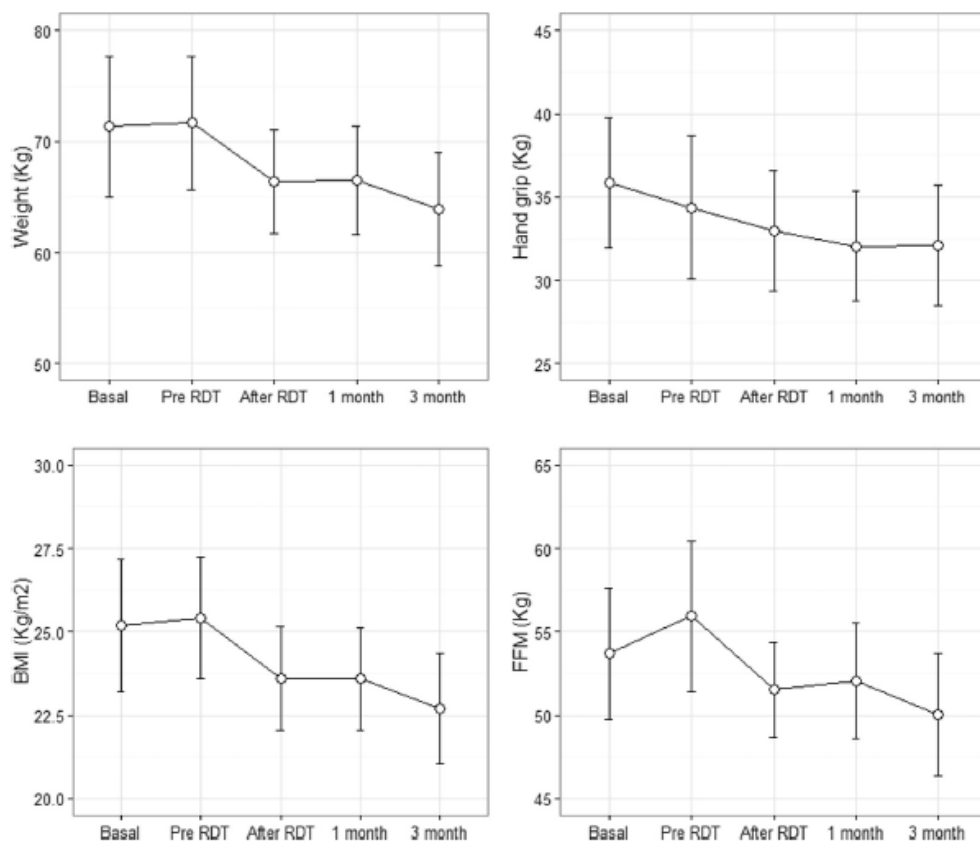 Weight (Kg)
80
70
60
50
Basal Pre RDT After RDT 1 month 3 month
Hand grip (Kg)
45
40
35
30
25
Basal Pre RDT After RDT 1 month 3 month
BMI (Kg/m2)
30.0
27.5
25.0
22.5
20.0
Basal Pre RDT After RDT 1 month 3 month
FFM (Kg)
65
60
55
50
45
Basal Pre RDT After RDT 1 month 3 month